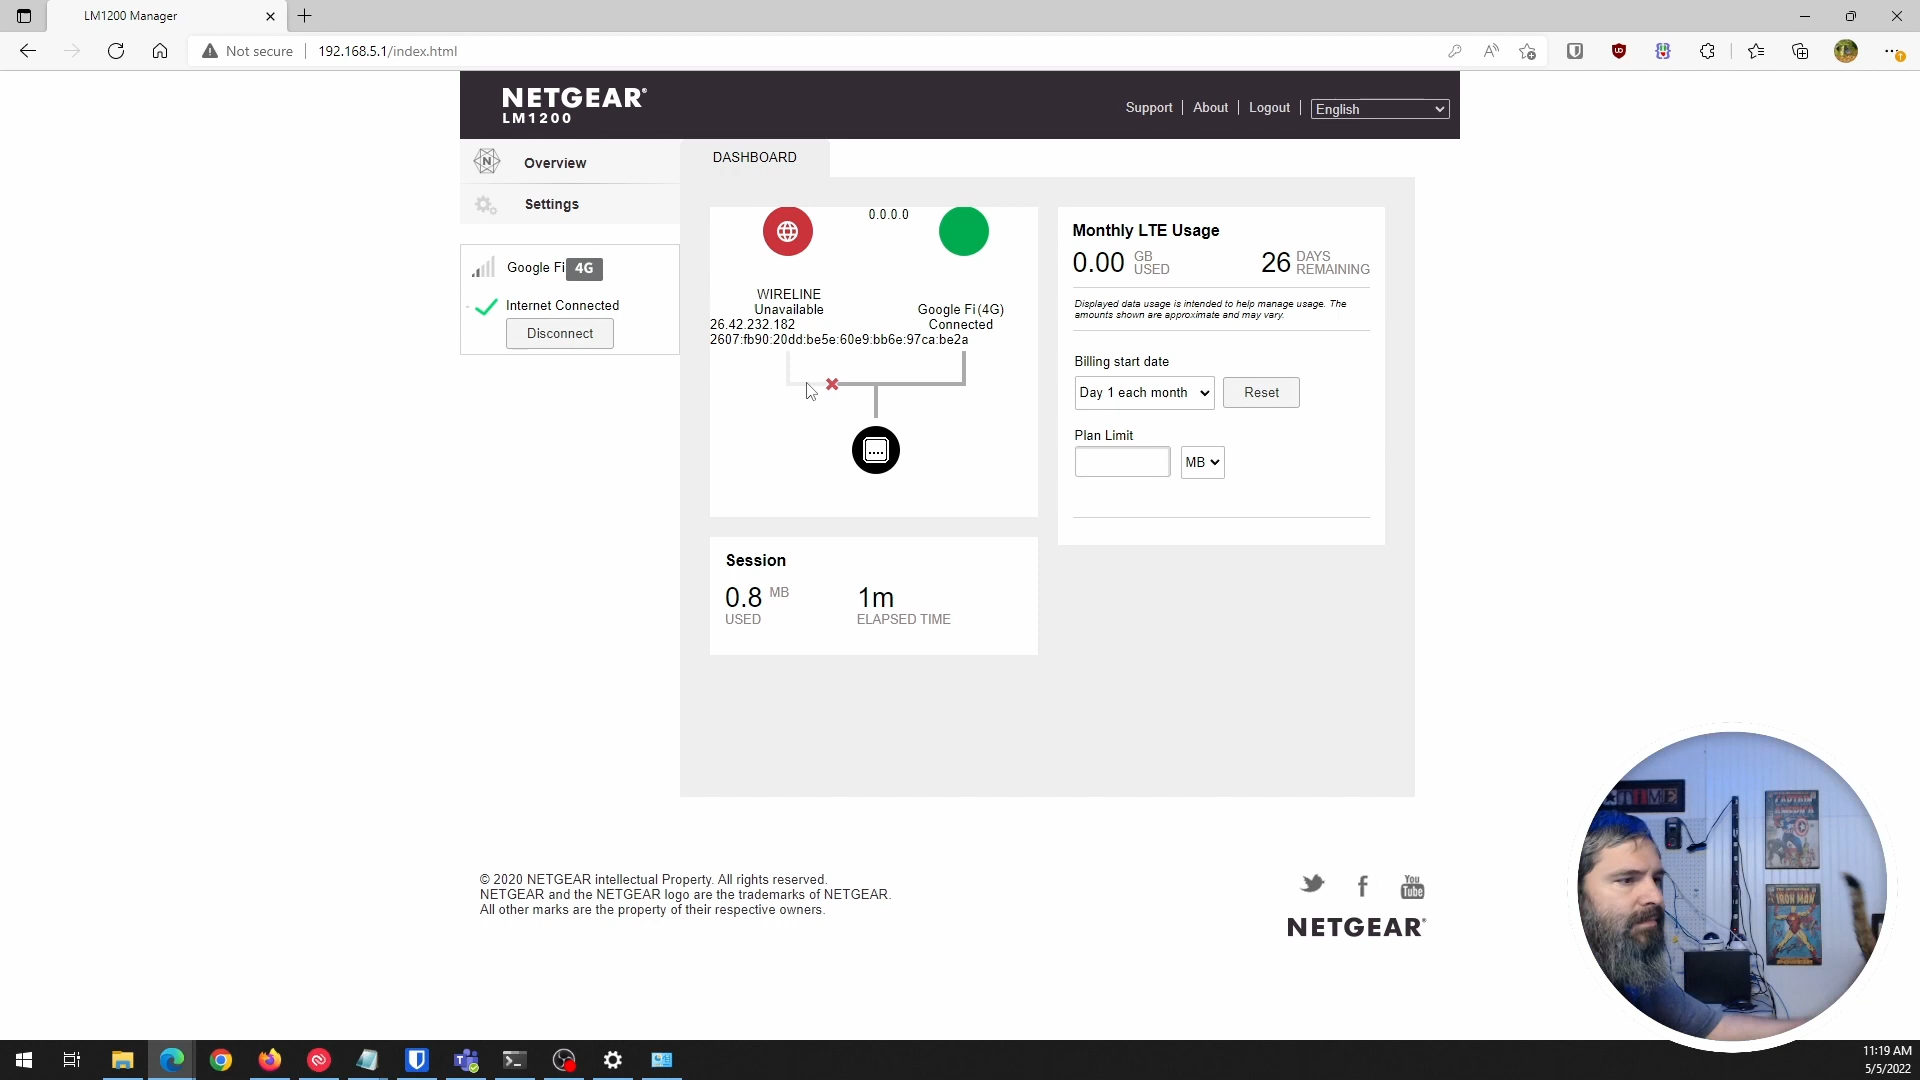 LM1200 Manager
Not secure
192.168.5.1/index.html
NETGEAR®
LM1200
Support
About
Logout
English
Overview
Settings
Google Fi 4G
Internet Connected
Disconnect
DASHBOARD
0.0.0.0
WIRELINE
Unavailable
Google Fi (4G)
Connected
26.42.232.182
2607:fb90:20dd:be5e:60e9:bb6e:97ca:be2a
Session
0.8 MB
USED
1m
ELAPSED TIME
Monthly LTE Usage
0.00 GB USED
26 DAYS REMAINING
Displayed data usage is intended to help manage usage. The
amounts shown are approximate and may vary.
Billing start date
Day 1 each month
Reset
Plan Limit
MB
© 2020 NETGEAR intellectual Property. All rights reserved.
NETGEAR and the NETGEAR logo are the trademarks of NETGEAR.
All other marks are the property of their respective owners.
You
Tube
NETGEAR®
CAPTAIN
AMERICA
IRON MAN
11:19 AM
5/5/2022